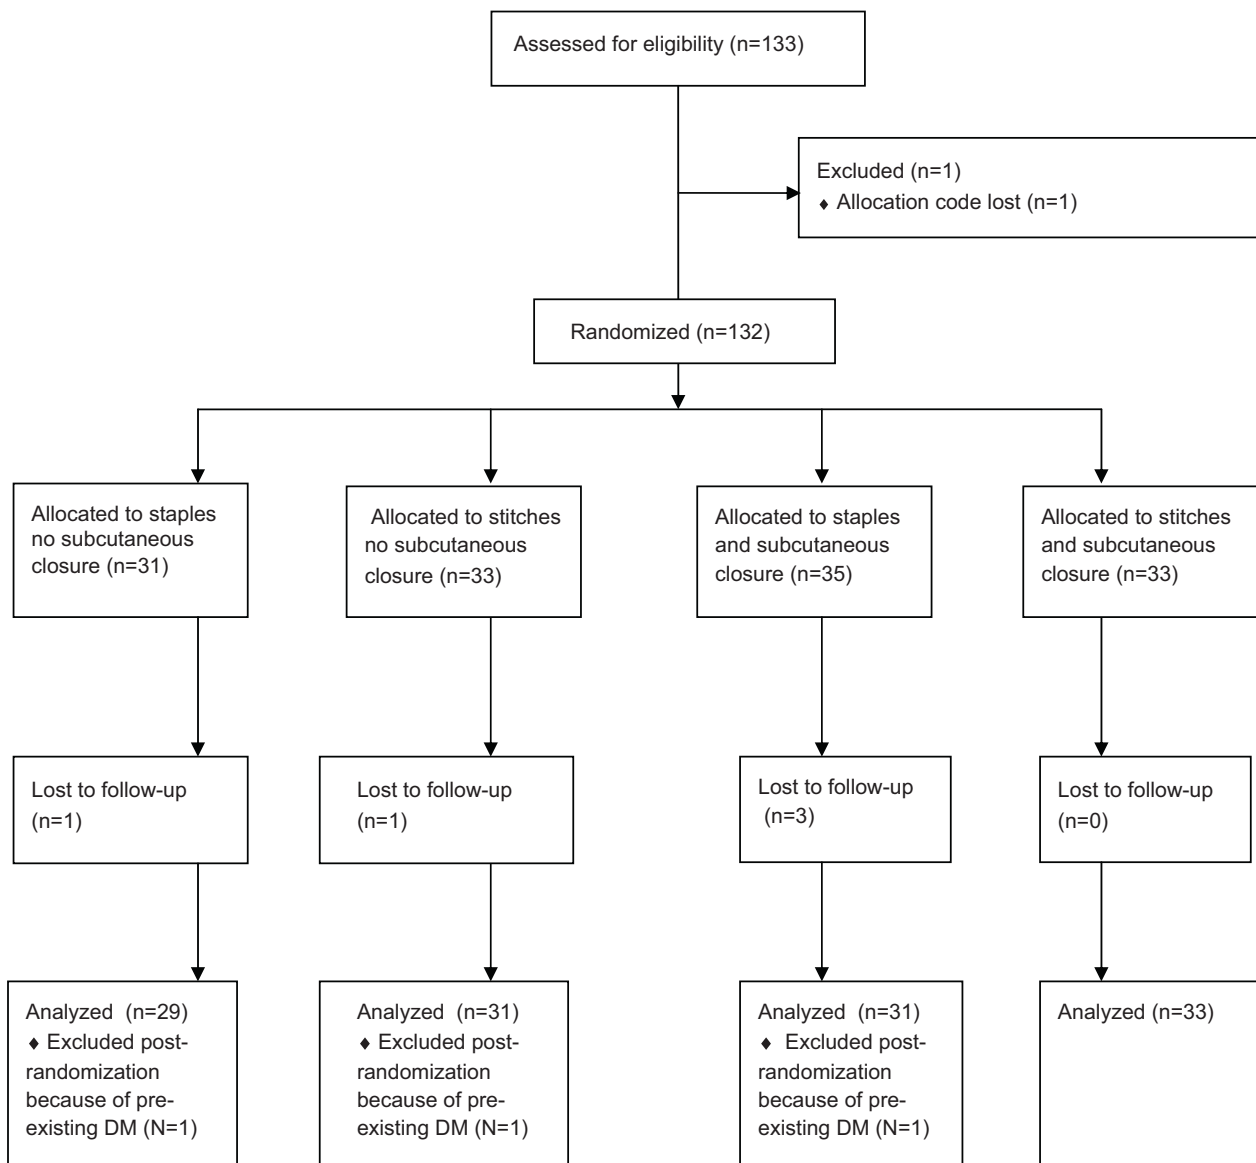 Assessed for eligibility (n=133)
Excluded (n=1)
♦ Allocation code lost (n=1)
Randomized (n=132)
Allocated to staples
no subcutaneous
closure (n=31)
Allocated to stitches
no subcutaneous
closure (n=33)
Allocated to staples
and subcutaneous
closure (n=35)
Allocated to stitches
and subcutaneous
closure (n=33)
Lost to follow-up
(n=1)
Lost to follow-up
(n=1)
Lost to follow-up
(n=3)
Lost to follow-up
(n=0)
Analyzed (n=29)
♦ Excluded post-
randomization
because of pre-
existing DM (N=1)
Analyzed (n=31)
♦ Excluded post-
randomization
because of pre-
existing DM (N=1)
Analyzed (n=31)
♦ Excluded post-
randomization
because of pre-
existing DM (N=1)
Analyzed (n=33)